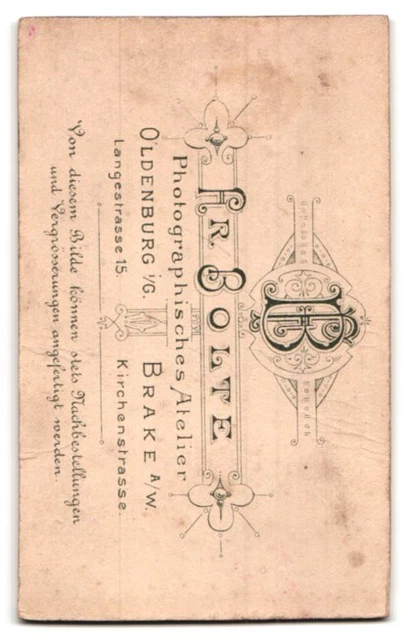 FR. BOLTE
Photographisches Atelier
OLDENBURG i/G. BRAKE A/W.
Langestrasse 15. Kirchenstrasse.
Von diesem Bilde können stets Nachbestellungen
und Vergrösserungen angefertigt werden.